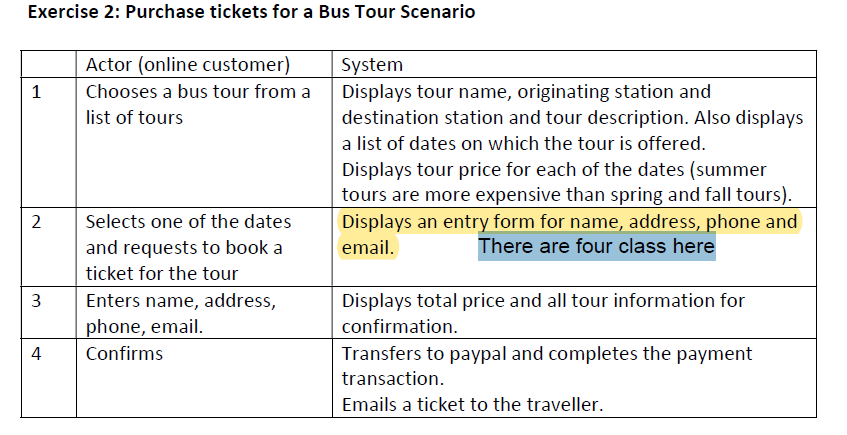 Exercise 2: Purchase tickets for a Bus Tour Scenario
Actor (online customer) System
1 Chooses a bus tour from a Displays tour name, originating station and
list of tours destination station and tour description. Also displays
a list of dates on which the tour is offered.
Displays tour price for each of the dates (summer
tours are more expensive than spring and fall tours).
2 Selects one of the dates Displays an entry form for name, address, phone and
and requests to book a email. There are four class here
ticket for the tour
3 Enters name, address, Displays total price and all tour information for
phone, email. confirmation.
4 Confirms Transfers to paypal and completes the payment
transaction.
Emails a ticket to the traveller.